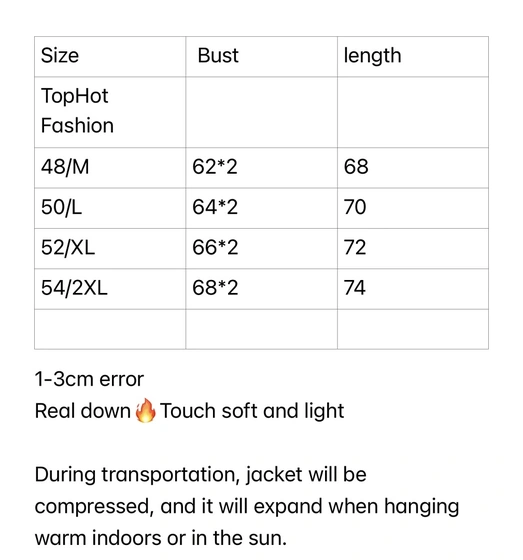 Size Bust length
TopHot
Fashion
48/M 62*2 68
50/L 64*2 70
52/XL 66*2 72
54/2XL 68*2 74
1-3cm error
Real down🔥Touch soft and light
During transportation, jacket will be
compressed, and it will expand when hanging
warm indoors or in the sun.